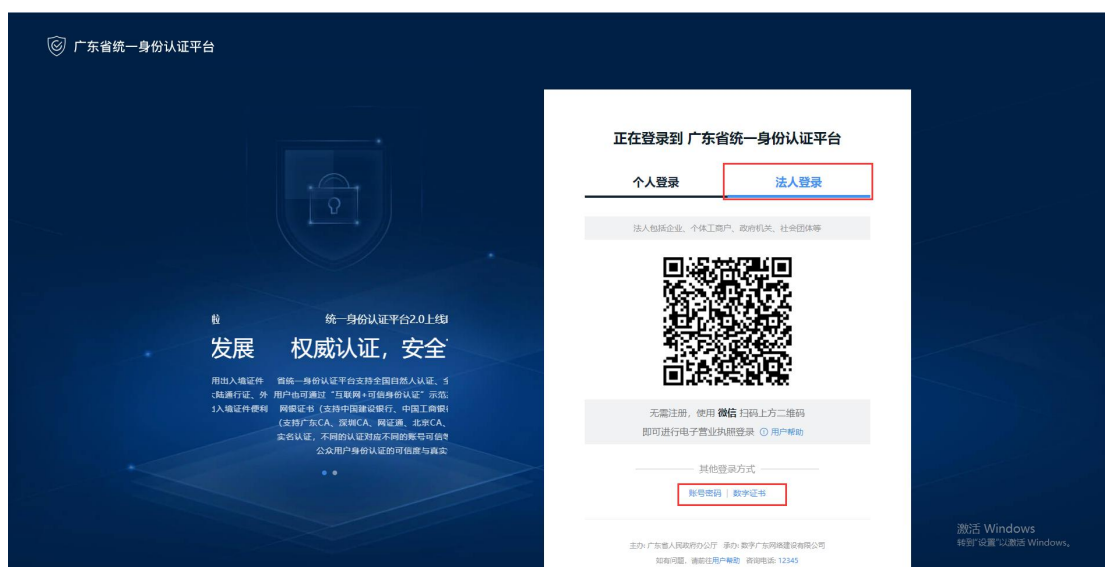 广东省统一身份认证平台
正在登录到 广东省统一身份认证平台
个人登录
法人登录
法人包括企业、个体工商户、政府机关、社会团体等
统一身份认证平台2.0上线
发展
权威认证，安全
用出入境证件
省统一身份认证平台支持全国自然人认证、
陆通行证、外
用户也可通过“互联网+可信身份认证”示范
入境证件便利
网银证书（支持中国建设银行、中国工商银
（支持广东CA、深圳CA、网证通、北京CA、
实名认证，不同的认证对应不同的账号可信
公众用户身份认证的可信度与真实
无需注册，使用 微信 扫码上方二维码
即可进行电子营业执照登录 用户帮助
其他登录方式
账号密码 | 数字证书
主办: 广东省人民政府办公厅 承办: 数字广东网络建设有限公司
如有问题，请前往用户帮助 咨询电话: 12345
激活 Windows
转到“设置”以激活 Windows。